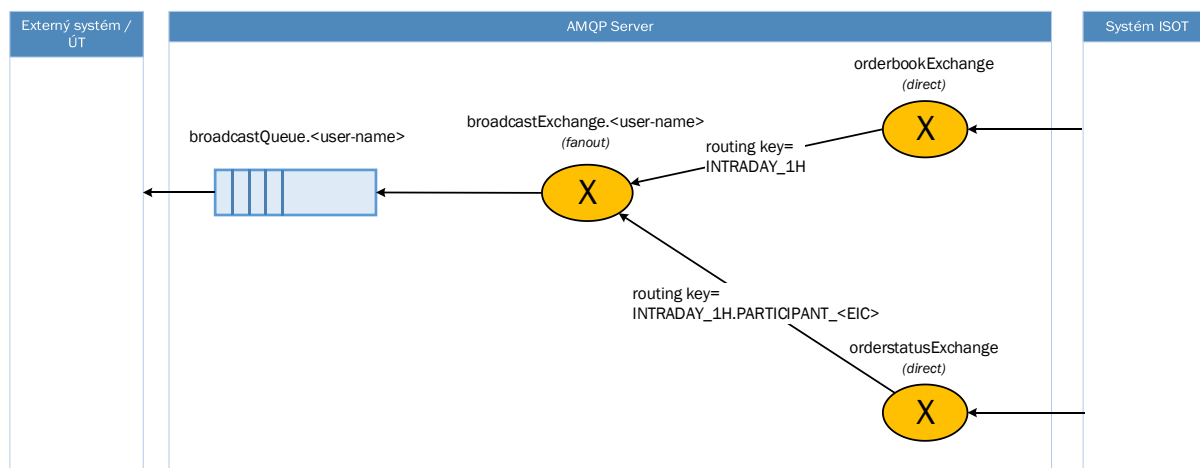 Externý systém /
ÚT
AMQP Server
Systém ISOT
orderbookExchange
(direct)
X
broadcastExchange.<user-name>
(fanout)
broadcastQueue.<user-name>
routing key=
INTRADAY_1H
X
routing key=
INTRADAY_1H.PARTICIPANT_<EIC>
orderstatusExchange
(direct)
X